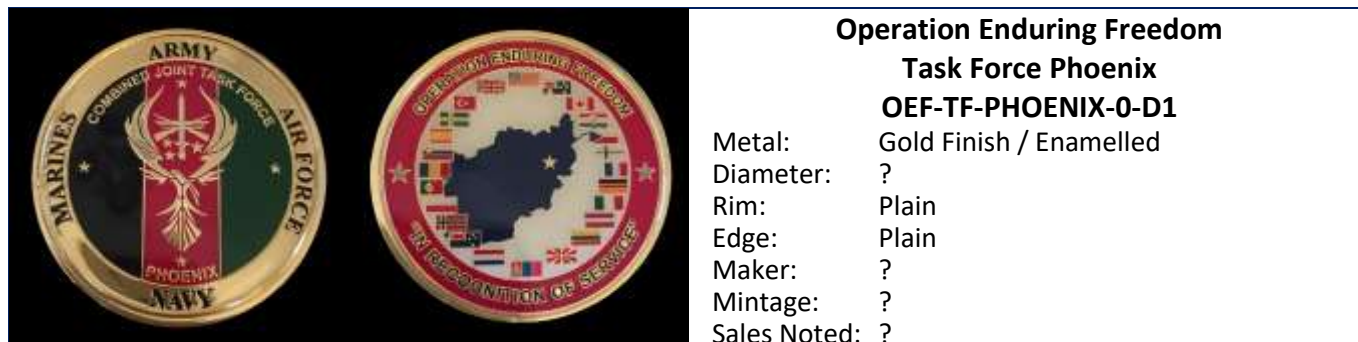 ARMY
COMBINED JOINT TASK FORCE
MARINES
AIR FORCE
PHOENIX
NAVY
OPERATION ENDURING FREEDOM
"IN RECOGNITION OF SERVICE"
Operation Enduring Freedom
Task Force Phoenix
OEF-TF-PHOENIX-0-D1
Metal: Gold Finish / Enamelled
Diameter: ?
Rim: Plain
Edge: Plain
Maker: ?
Mintage: ?
Sales Noted: ?